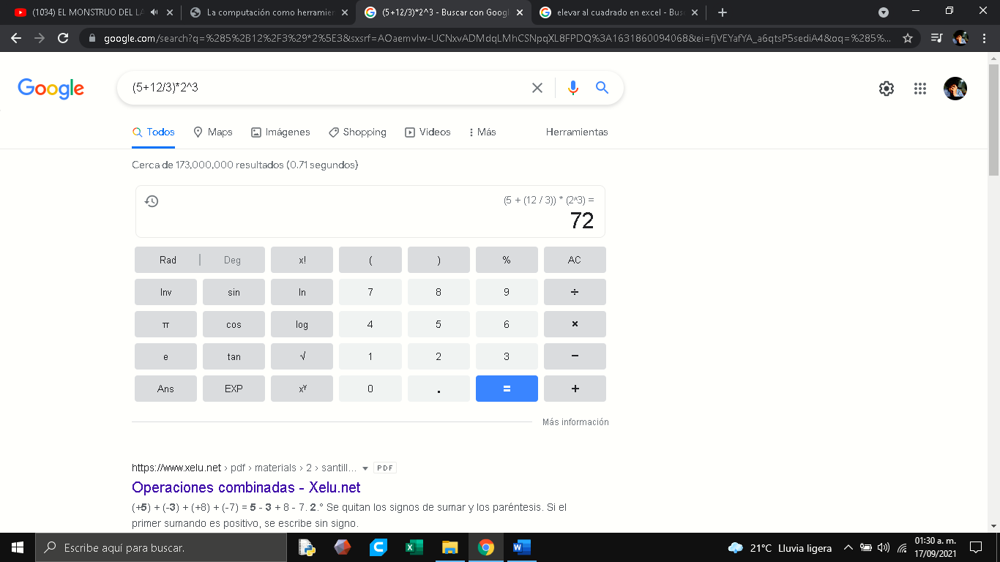 (1034) EL MONSTRUO DEL LA
La computación como herramien
(5+12/3)*2^3 - Buscar con Google
elevar al cuadrado en excel - Bus
google.com/search?q=%285%2B12%2F3%29*2%5E3&sxsrf=AOaemvIw-UCNxvADMdqLMhCSNpqXL8FPDQ%3A1631860094068&ei=fjVEYafYA_a6qtsP5sediA4&oq=%285%2...
Google
(5+12/3)*2^3
Todos
Maps
Imágenes
Shopping
Videos
Más
Herramientas
Cerca de 173,000,000 resultados (0.71 segundos)
(5 + (12 / 3)) * (2^3) =
72
Rad | Deg x! ( ) % AC
Inv sin ln 7 8 9 ÷
π cos log 4 5 6 ×
e tan √ 1 2 3 −
Ans EXP xʸ 0 . = +
Más información
https://www.xelu.net › pdf › materials › 2 › santill... PDF
Operaciones combinadas - Xelu.net
(+5) + (-3) + (+8) + (-7) = 5 - 3 + 8 - 7. 2.° Se quitan los signos de sumar y los paréntesis. Si el
primer sumando es positivo, se escribe sin signo.
Escribe aquí para buscar.
21°C Lluvia ligera
01:30 a. m.
17/09/2021